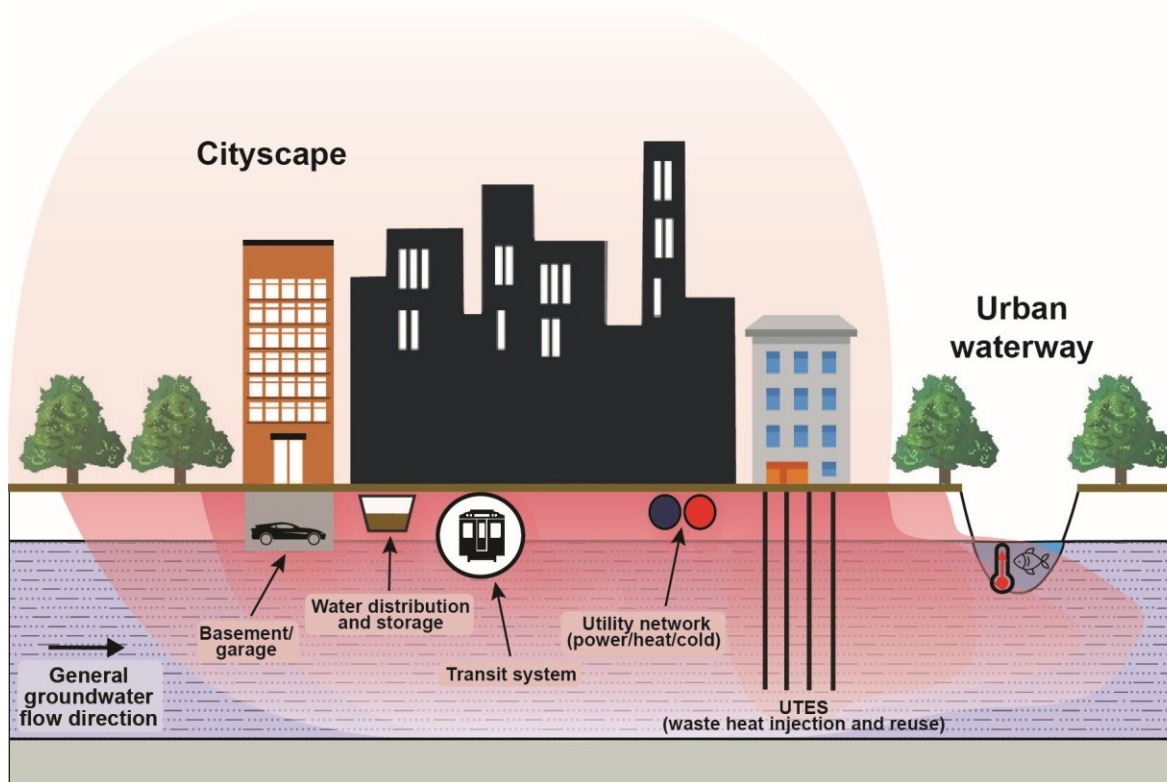 Cityscape
Urban
waterway
Basement/
garage
Water distribution
and storage
Transit system
Utility network
(power/heat/cold)
UTES
(waste heat injection and reuse)
General
groundwater
flow direction